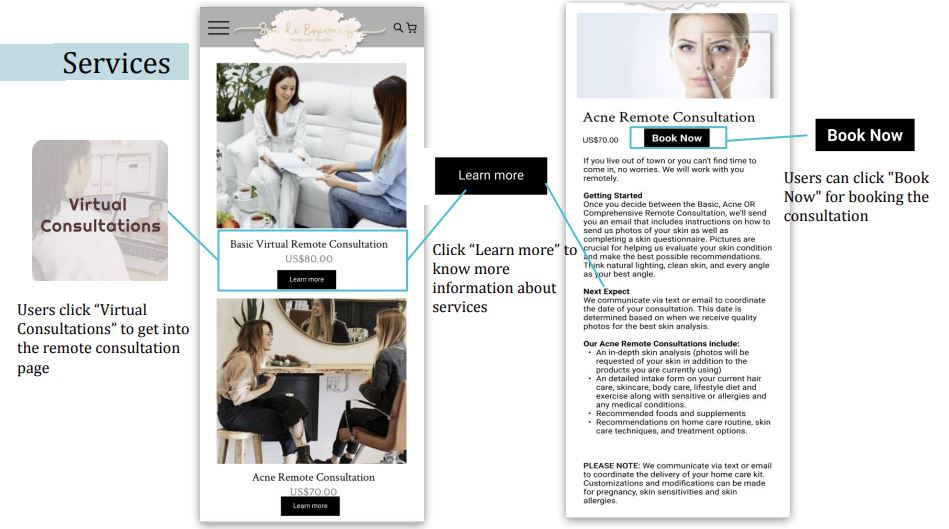 Services
Virtual
Consultations
Users click “Virtual
Consultations” to get into
the remote consultation
page
Spa de Esperanza
skincare studio
Basic Virtual Remote Consultation
US$80.00
Learn more
Acne Remote Consultation
US$70.00
Learn more
Learn more
Click “Learn more” to
know more
information about
services
Acne Remote Consultation
US$70.00
Book Now
If you live out of town or you can't find time to
come in, no worries. We will work with you
remotely.
Getting Started
Once you decide between the Basic, Acne OR
Comprehensive Remote Consultation, we'll send
you an email that includes instructions on how to
send us photos of your skin as well as
completing a skin questionnaire. Pictures are
crucial for helping us evaluate your skin condition
and make the best possible recommendations.
Think natural lighting, clean skin, and every angle
as your best angle.
Next Expect
We communicate via text or email to coordinate
the date of your consultation. This date is
determined based on when we receive quality
photos for the best skin analysis.
Our Acne Remote Consultations include:
• An in-depth skin analysis (photos will be
requested of your skin in addition to the
products you are currently using)
• An detailed intake form on your current hair
care, skincare, body care, lifestyle diet and
exercise along with sensitive or allergies and
any medical conditions.
• Recommended foods and supplements
• Recommendations on home care routine, skin
care techniques, and treatment options.
PLEASE NOTE: We communicate via text or email
to coordinate the delivery of your home care kit.
Customizations and modifications can be made
for pregnancy, skin sensitivities and skin
allergies.
Book Now
Users can click "Book
Now" for booking the
consultation